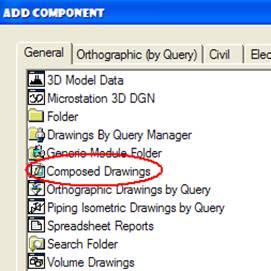 ADD COMPONENT
General Orthographic (by Query) Civil Elec
3D Model Data
Microstation 3D DGN
Folder
Drawings By Query Manager
Generic Module Folder
Composed Drawings
Orthographic Drawings by Query
Piping Isometric Drawings by Query
Spreadsheet Reports
Search Folder
Volume Drawings